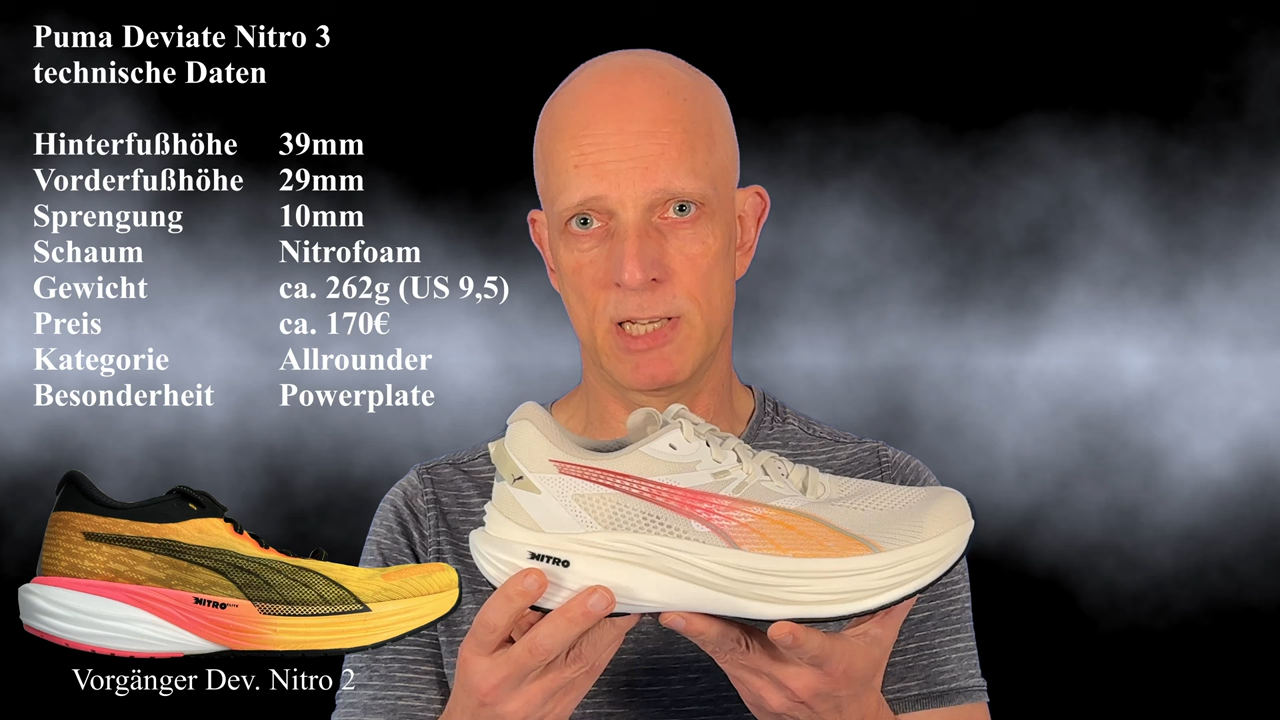 Puma Deviate Nitro 3
technische Daten
Hinterfußhöhe 39mm
Vorderfußhöhe 29mm
Sprengung 10mm
Schaum Nitrofoam
Gewicht ca. 262g (US 9,5)
Preis ca. 170€
Kategorie Allrounder
Besonderheit Powerplate
NITRO
NITRO ELITE
Vorgänger Dev. Nitro 2